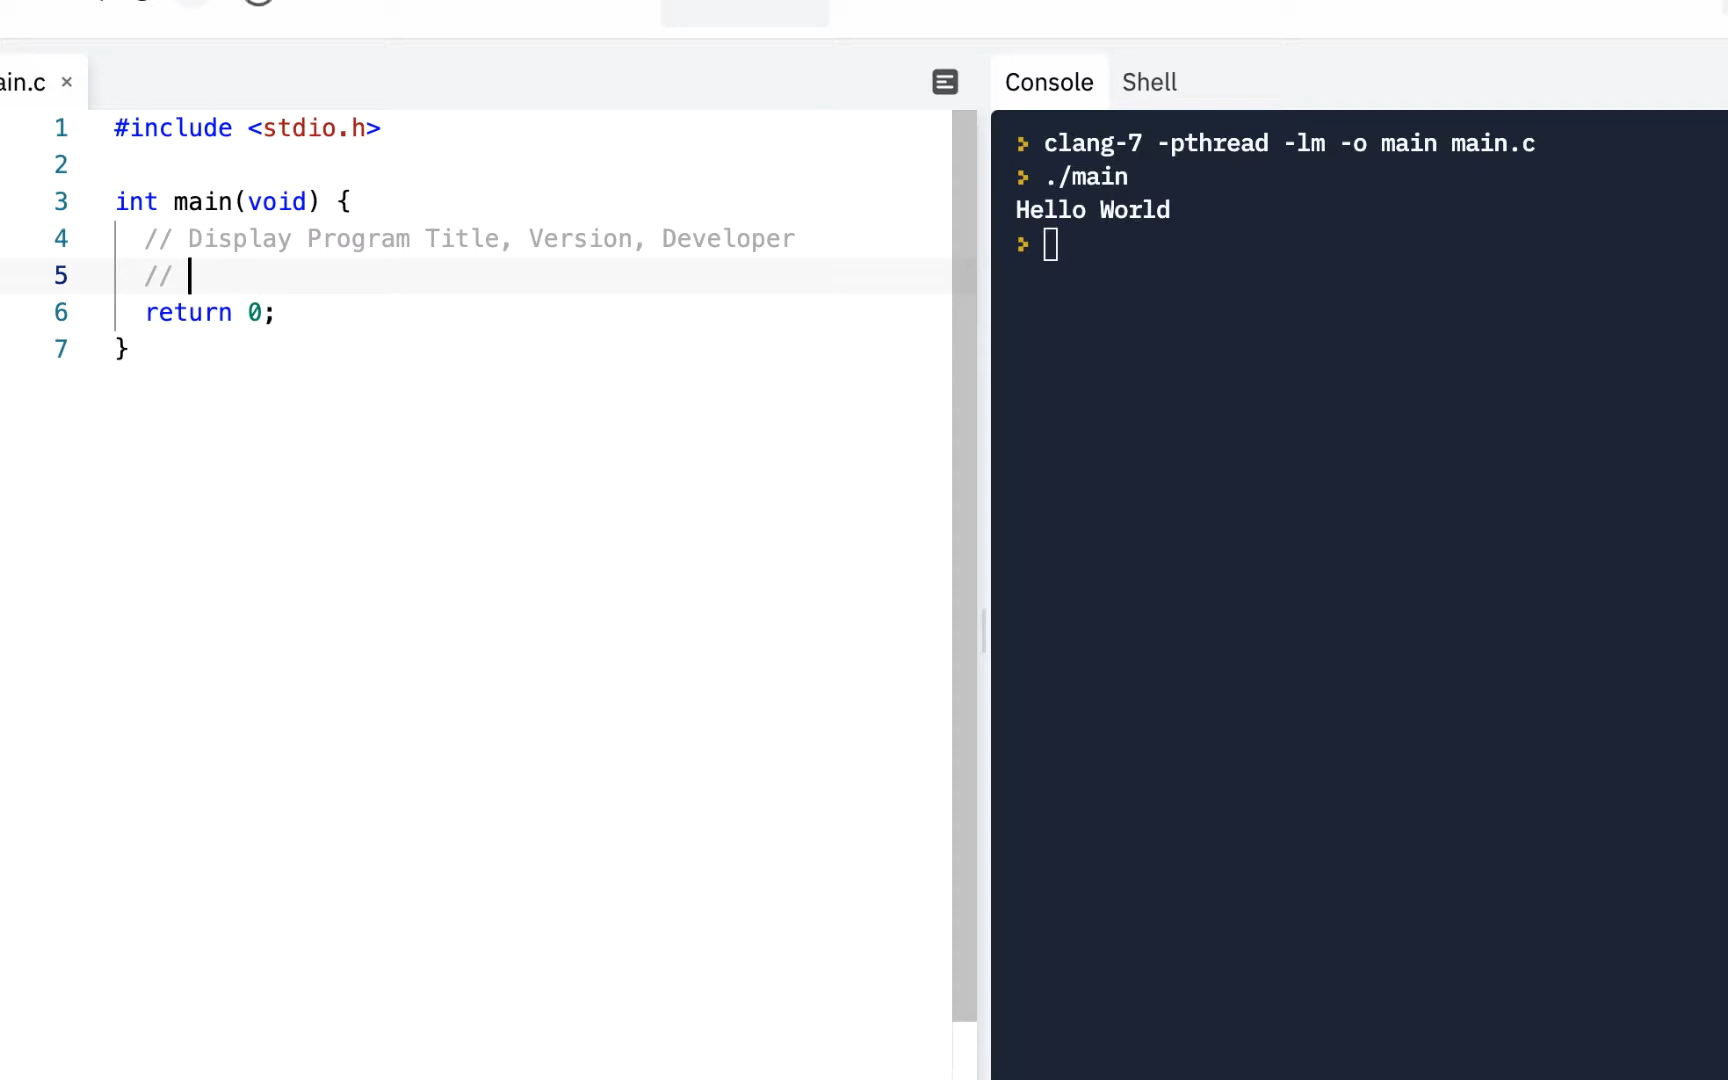 ain.c ×
1 #include <stdio.h>
2
3 int main(void) {
4 // Display Program Title, Version, Developer
5 //
6 return 0;
7 }
Console Shell
clang-7 -pthread -lm -o main main.c
./main
Hello World